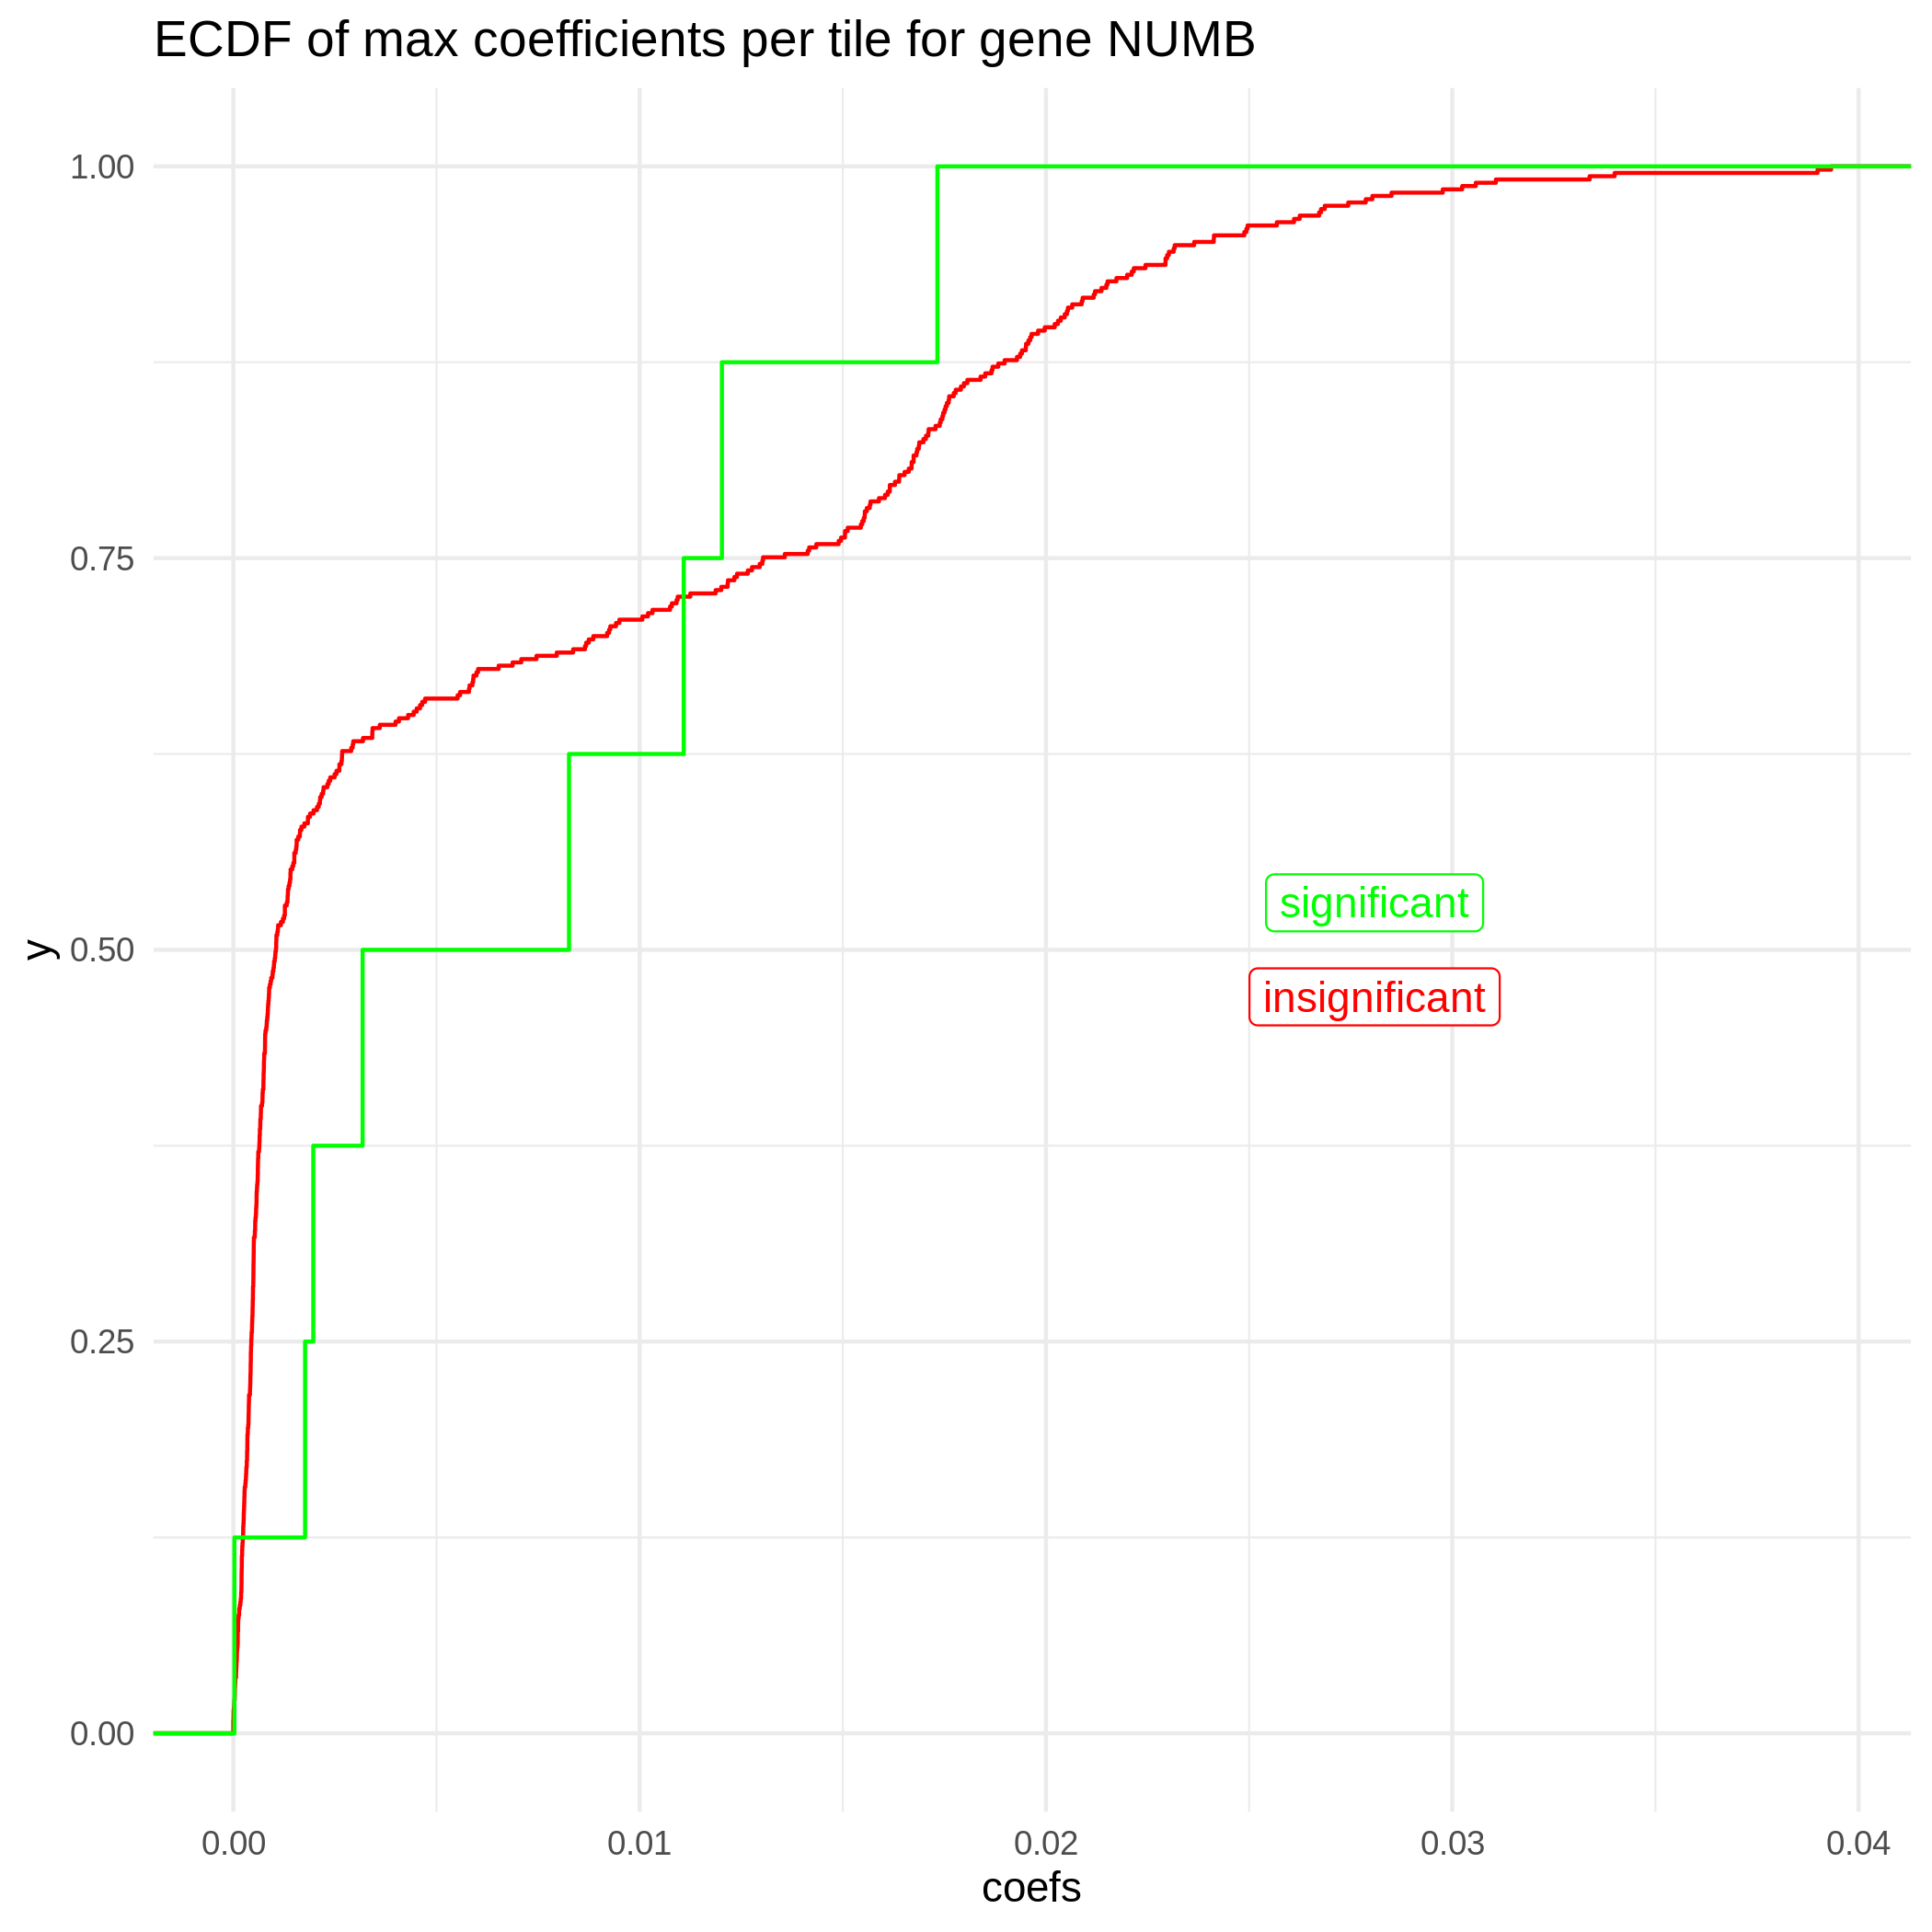 ECDF of max coefficients per tile for gene NUMB
1.00
0.75
0.50
0.25
0.00
y
significant
insignificant
0.00 0.01 0.02 0.03 0.04
coefs